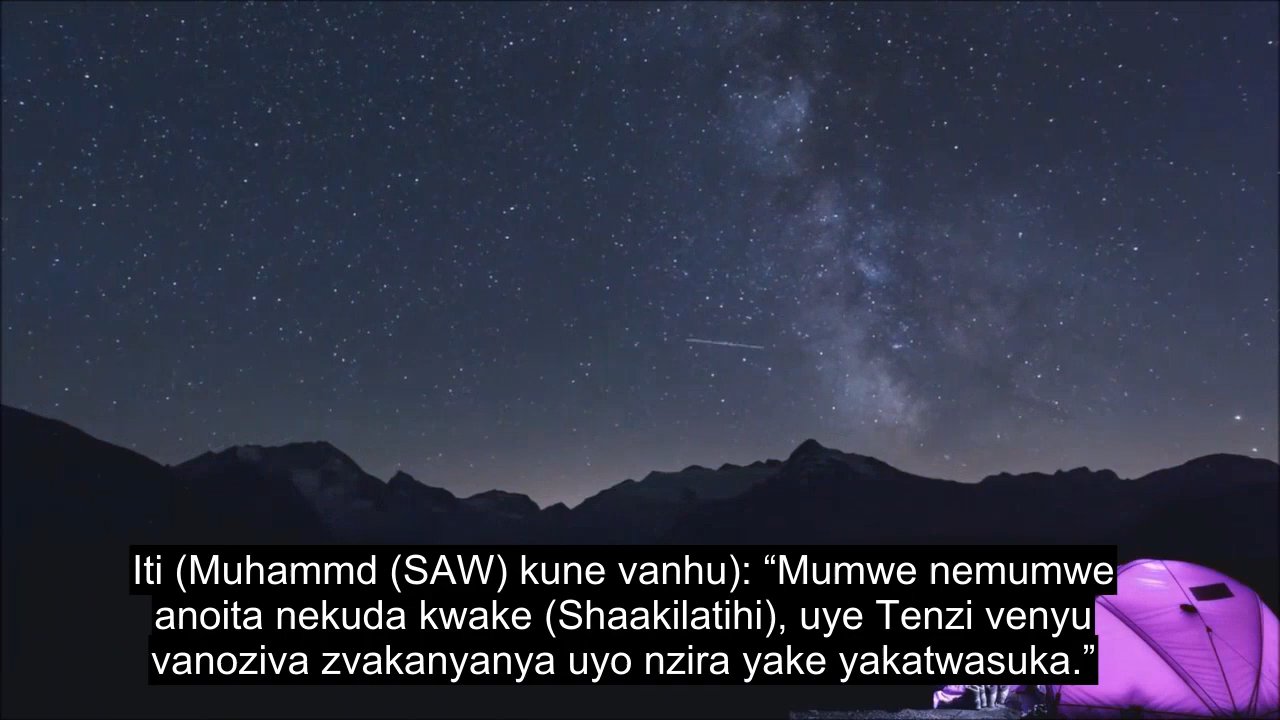 Iti (Muhammd (SAW) kune vanhu): “Mumwe nemumwe
anoita nekuda kwake (Shaakilatihi), uye Tenzi venyu
vanoziva zvakanyanya uyo nzira yake yakatwasuka.”